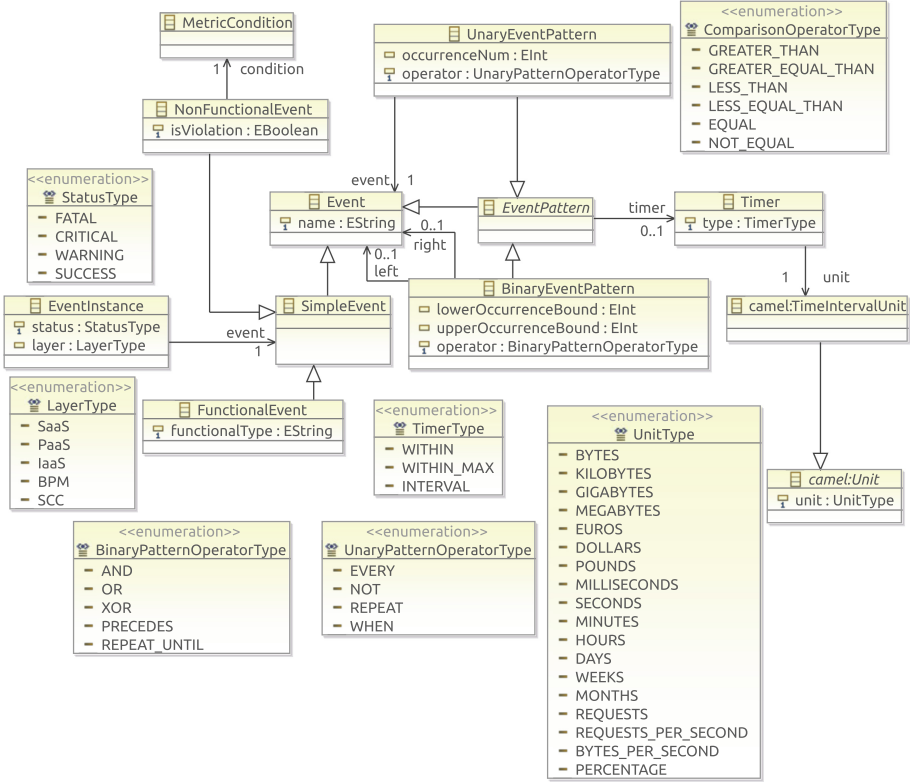 MetricCondition
1 condition
NonFunctionalEvent
isViolation : EBoolean
UnaryEventPattern
occurrenceNum : EInt
operator : UnaryPatternOperatorType
<<enumeration>>
ComparisonOperatorType
GREATER_THAN
GREATER_EQUAL_THAN
LESS_THAN
LESS_EQUAL_THAN
EQUAL
NOT_EQUAL
<<enumeration>>
StatusType
FATAL
CRITICAL
WARNING
SUCCESS
event 1
Event
name : EString
EventPattern
timer
0..1
Timer
type : TimerType
0..1
right
0..1
left
1 unit
EventInstance
status : StatusType
layer : LayerType
event
1
SimpleEvent
BinaryEventPattern
lowerOccurrenceBound : EInt
upperOccurrenceBound : EInt
operator : BinaryPatternOperatorType
camel:TimeIntervalUnit
<<enumeration>>
LayerType
SaaS
PaaS
IaaS
BPM
SCC
FunctionalEvent
functionalType : EString
<<enumeration>>
TimerType
WITHIN
WITHIN_MAX
INTERVAL
<<enumeration>>
UnitType
BYTES
KILOBYTES
GIGABYTES
MEGABYTES
EUROS
DOLLARS
POUNDS
MILLISECONDS
SECONDS
MINUTES
HOURS
DAYS
WEEKS
MONTHS
REQUESTS
REQUESTS_PER_SECOND
BYTES_PER_SECOND
PERCENTAGE
camel:Unit
unit : UnitType
<<enumeration>>
BinaryPatternOperatorType
AND
OR
XOR
PRECEDES
REPEAT_UNTIL
<<enumeration>>
UnaryPatternOperatorType
EVERY
NOT
REPEAT
WHEN